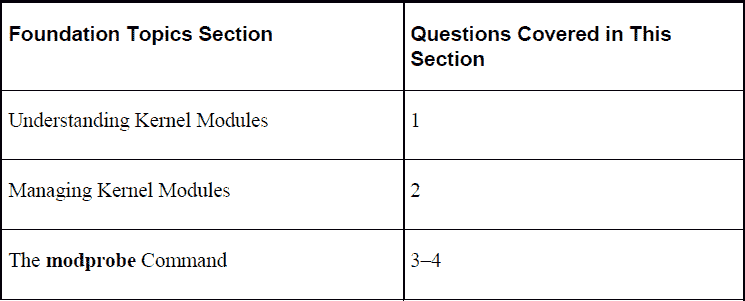 Foundation Topics Section
Questions Covered in This
Section
Understanding Kernel Modules
1
Managing Kernel Modules
2
The modprobe Command
3–4